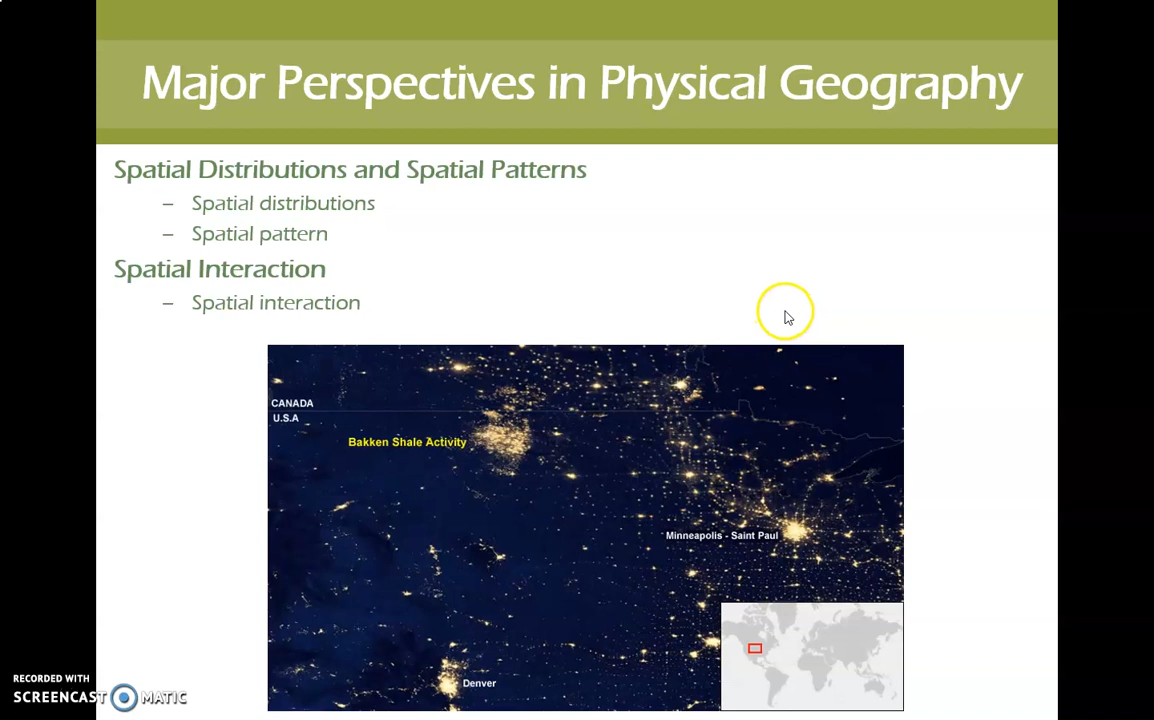 Major Perspectives in Physical Geography
Spatial Distributions and Spatial Patterns
– Spatial distributions
– Spatial pattern
Spatial Interaction
– Spatial interaction
CANADA
U.S.A
Bakken Shale Activity
Minneapolis - Saint Paul
Denver
RECORDED WITH
SCREENCAST MATIC